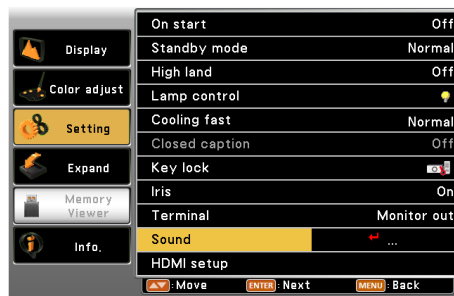 Display
Color adjust
Setting
Expand
Memory
Viewer
Info.
On start Off
Standby mode Normal
High land Off
Lamp control
Cooling fast Normal
Closed caption Off
Key lock
Iris On
Terminal Monitor out
Sound ...
HDMI setup
:Move ENTER :Next MENU :Back